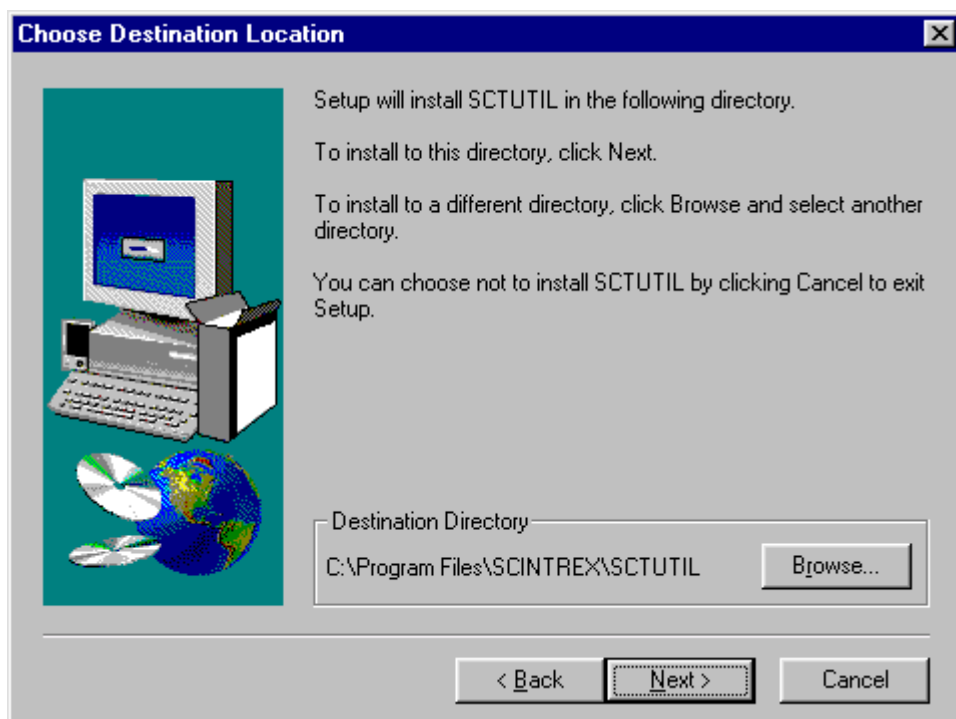 Choose Destination Location
Setup will install SCTUTIL in the following directory.
To install to this directory, click Next.
To install to a different directory, click Browse and select another
directory.
You can choose not to install SCTUTIL by clicking Cancel to exit
Setup.
Destination Directory
C:\Program Files\SCINTREX\SCTUTIL
Browse...
< Back
Next >
Cancel